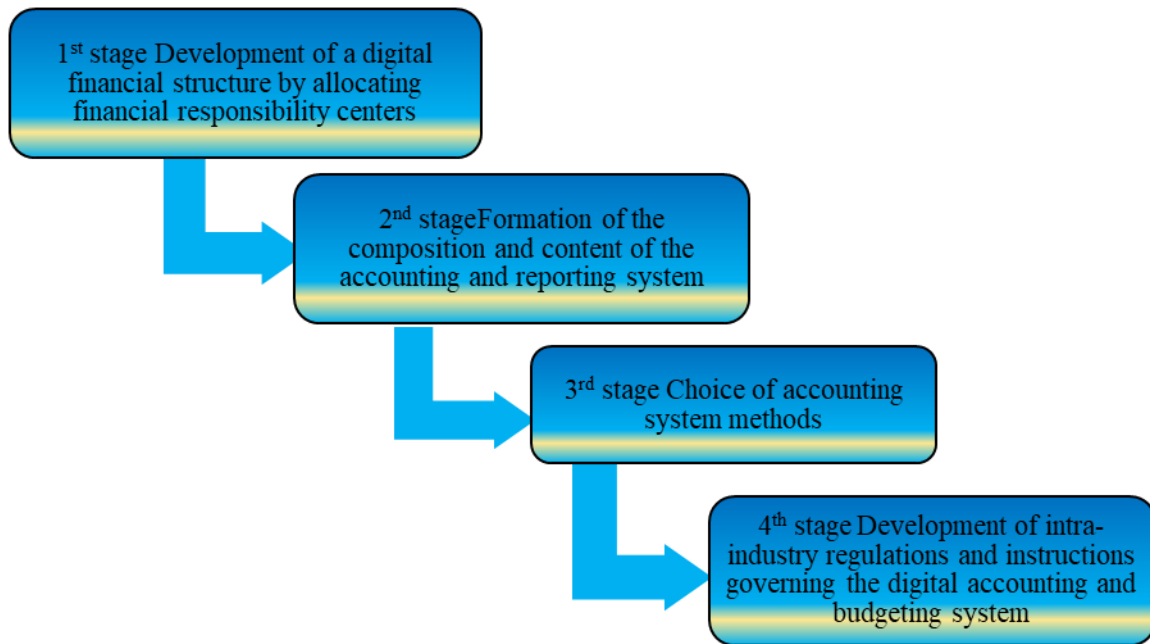 1st stage Development of a digital
financial structure by allocating
financial responsibility centers
2nd stageFormation of the
composition and content of the
accounting and reporting system
3rd stage Choice of accounting
system methods
4th stage Development of intra-
industry regulations and instructions
governing the digital accounting and
budgeting system